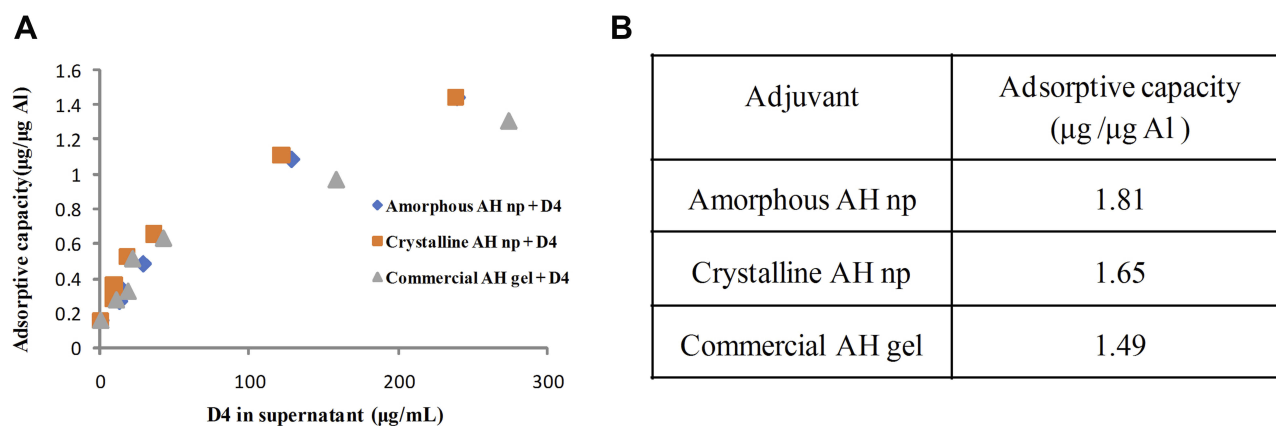 A
Adsorptive capacity(µg/µg Al)
1.6
1.4
1.2
1
0.8
0.6
0.4
0.2
0
0
100
200
300
D4 in supernatant (µg/mL)
Amorphous AH np + D4
Crystalline AH np + D4
Commercial AH gel + D4
B
Adjuvant
Adsorptive capacity
(µg /µg Al )
Amorphous AH np
1.81
Crystalline AH np
1.65
Commercial AH gel
1.49